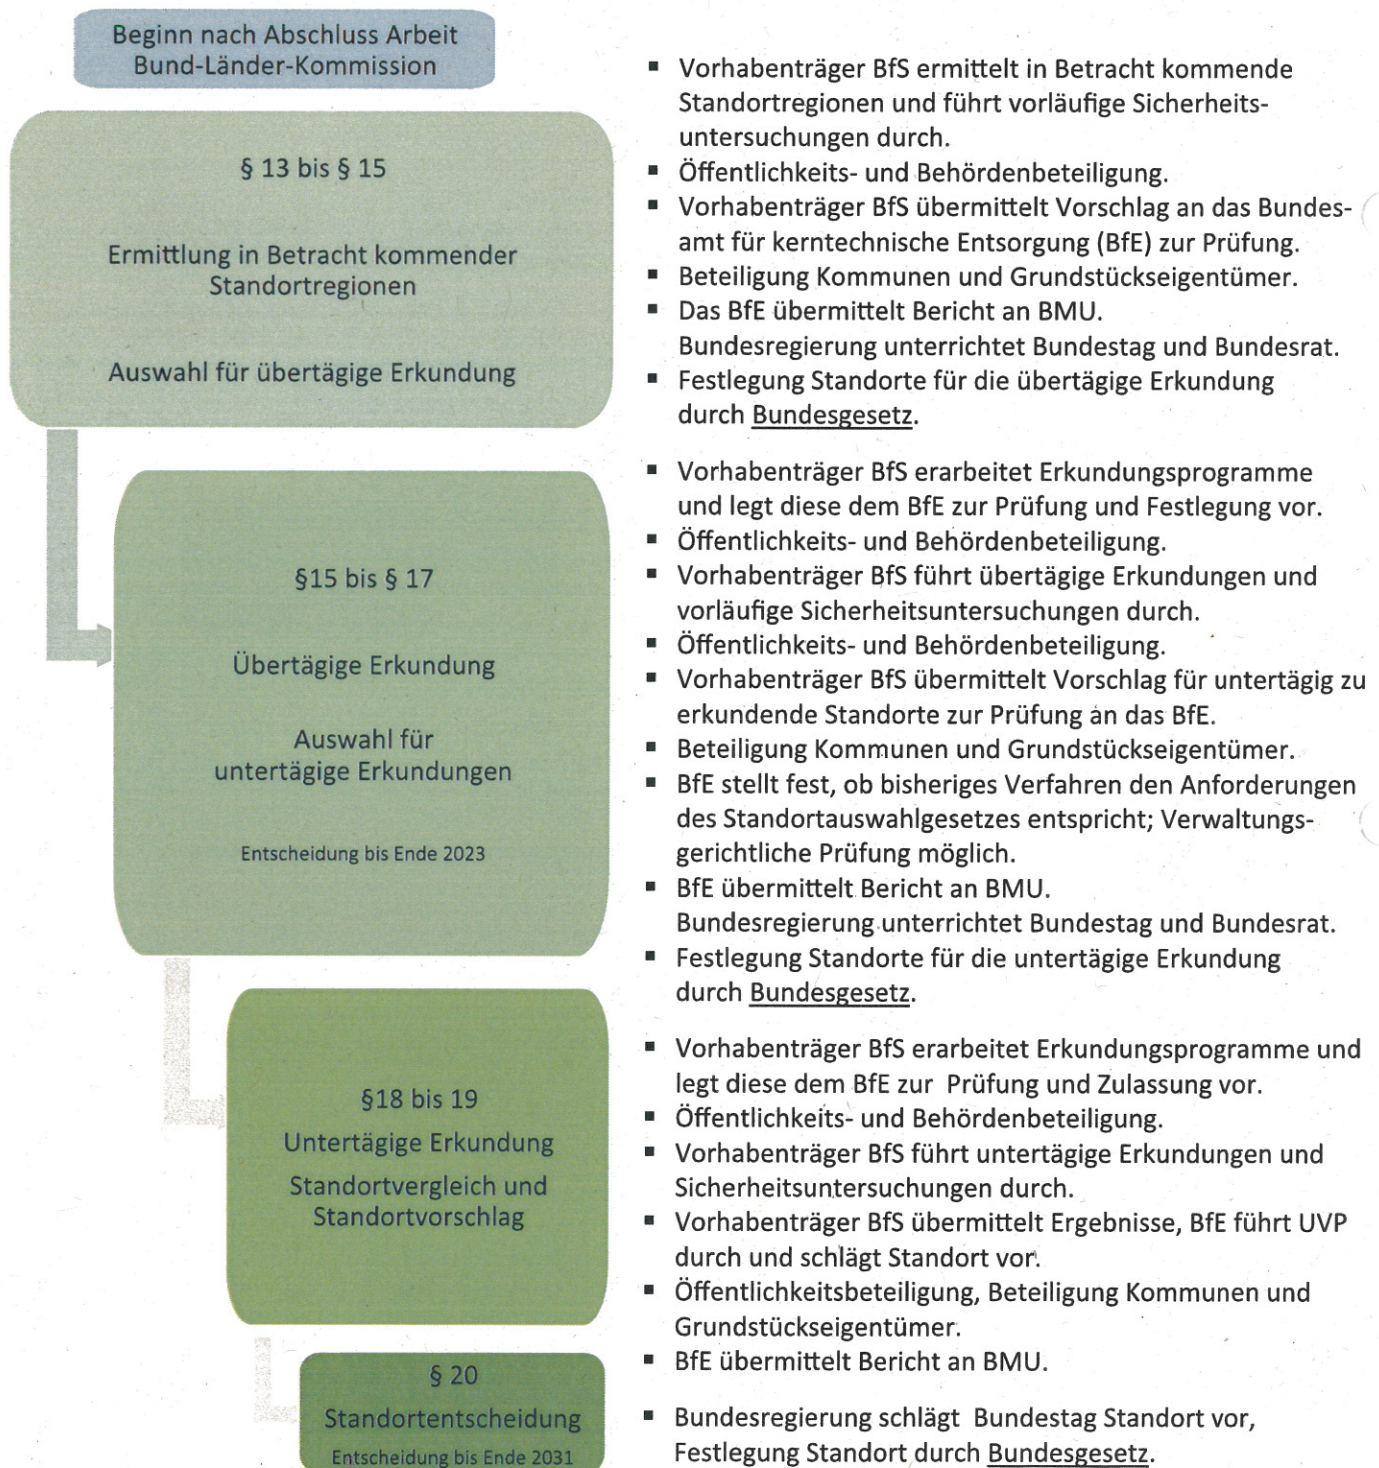 Beginn nach Abschluss Arbeit
Bund-Länder-Kommission
§ 13 bis § 15
Ermittlung in Betracht kommender
Standortregionen
Auswahl für übertägige Erkundung
▪ Vorhabenträger BfS ermittelt in Betracht kommende
Standortregionen und führt vorläufige Sicherheits-
untersuchungen durch.
▪ Öffentlichkeits- und Behördenbeteiligung.
▪ Vorhabenträger BfS übermittelt Vorschlag an das Bundes-
amt für kerntechnische Entsorgung (BfE) zur Prüfung.
▪ Beteiligung Kommunen und Grundstückseigentümer.
▪ Das BfE übermittelt Bericht an BMU.
Bundesregierung unterrichtet Bundestag und Bundesrat.
▪ Festlegung Standorte für die übertägige Erkundung
durch Bundesgesetz.
§15 bis § 17
Übertägige Erkundung
Auswahl für
untertägige Erkundungen
Entscheidung bis Ende 2023
▪ Vorhabenträger BfS erarbeitet Erkundungsprogramme
und legt diese dem BfE zur Prüfung und Festlegung vor.
▪ Öffentlichkeits- und Behördenbeteiligung.
▪ Vorhabenträger BfS führt übertägige Erkundungen und
vorläufige Sicherheitsuntersuchungen durch.
▪ Öffentlichkeits- und Behördenbeteiligung.
▪ Vorhabenträger BfS übermittelt Vorschlag für untertägig zu
erkundende Standorte zur Prüfung an das BfE.
▪ Beteiligung Kommunen und Grundstückseigentümer.
▪ BfE stellt fest, ob bisheriges Verfahren den Anforderungen
des Standortauswahlgesetzes entspricht; Verwaltungs-
gerichtliche Prüfung möglich.
▪ BfE übermittelt Bericht an BMU.
Bundesregierung unterrichtet Bundestag und Bundesrat.
▪ Festlegung Standorte für die untertägige Erkundung
durch Bundesgesetz.
§18 bis 19
Untertägige Erkundung
Standortvergleich und
Standortvorschlag
▪ Vorhabenträger BfS erarbeitet Erkundungsprogramme und
legt diese dem BfE zur Prüfung und Zulassung vor.
▪ Öffentlichkeits- und Behördenbeteiligung.
▪ Vorhabenträger BfS führt untertägige Erkundungen und
Sicherheitsuntersuchungen durch.
▪ Vorhabenträger BfS übermittelt Ergebnisse, BfE führt UVP
durch und schlägt Standort vor.
▪ Öffentlichkeitsbeteiligung, Beteiligung Kommunen und
Grundstückseigentümer.
▪ BfE übermittelt Bericht an BMU.
§ 20
Standortentscheidung
Entscheidung bis Ende 2031
▪ Bundesregierung schlägt Bundestag Standort vor,
Festlegung Standort durch Bundesgesetz.